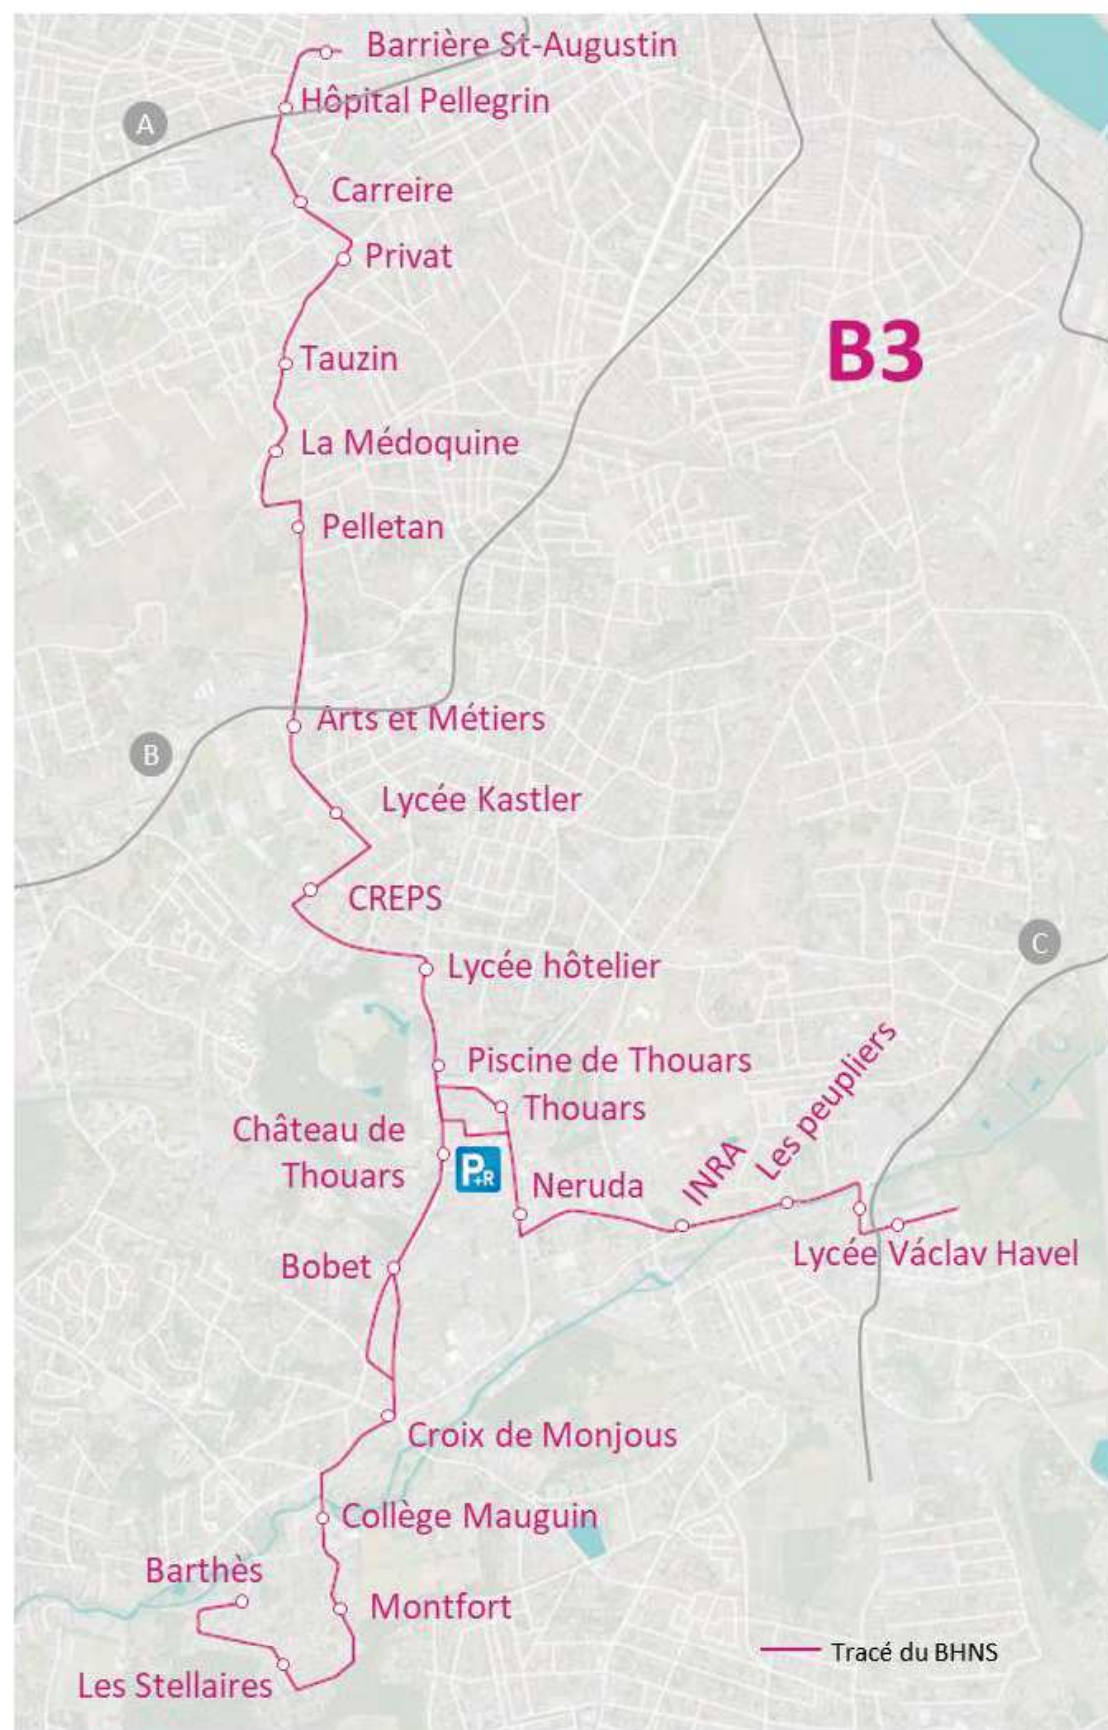 Barrière St-Augustin
Hôpital Pellegrin
A
Carreire
Privat
B3
Tauzin
La Médoquine
Pelletan
Arts et Métiers
B
Lycée Kastler
CREPS
C
Lycée hôtelier
Piscine de Thouars
Thouars
Château de
Thouars
P+R
Neruda
INRA
Les peupliers
Lycée Václav Havel
Bobet
Croix de Monjous
Collège Mauguin
Barthès
Montfort
Tracé du BHNS
Les Stellaires